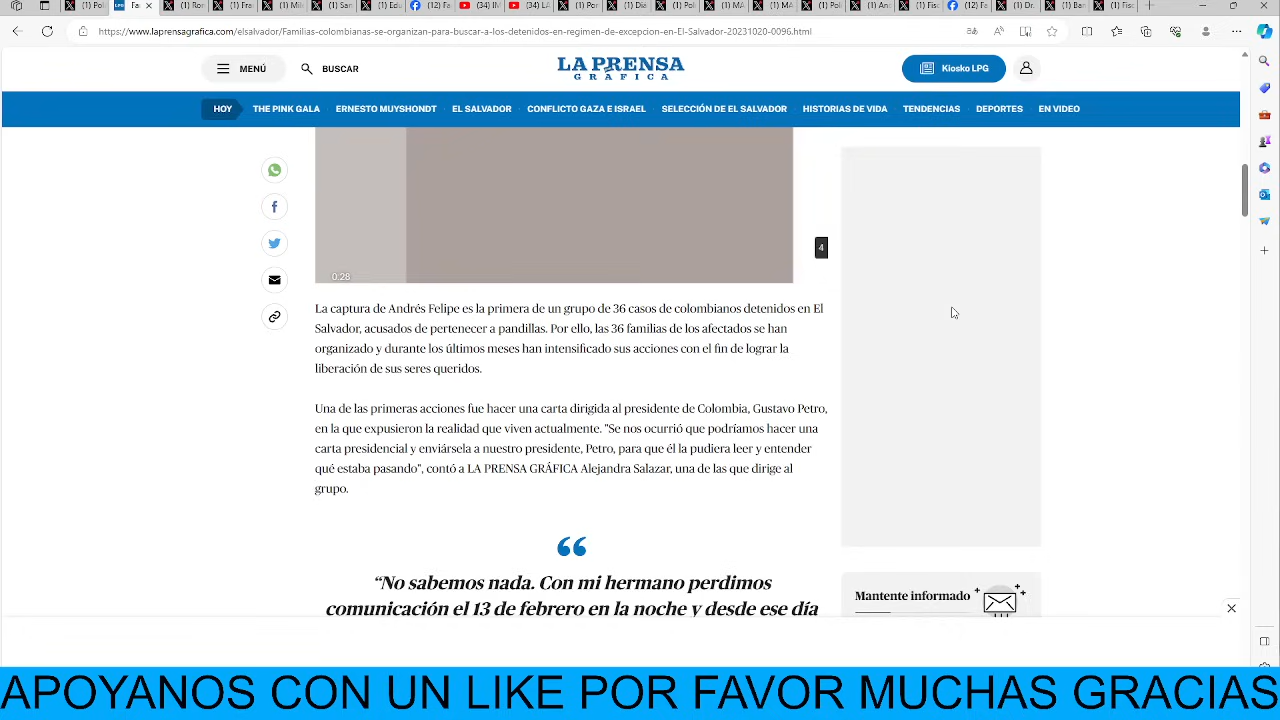 Pol
Fa
https://www.laprensagrafica.com/elsalvador/Familias-colombianas-se-organizan-para-buscar-a-los-detenidos-en-regimen-de-excepcion-en-El-Salvador-20231020-0096.html
MENÚ
BUSCAR
LA PRENSA
GRÁFICA
Kiosko LPG
HOY
THE PINK GALA
ERNESTO MUYSHONDT
EL SALVADOR
CONFLICTO GAZA E ISRAEL
SELECCIÓN DE EL SALVADOR
HISTORIAS DE VIDA
TENDENCIAS
DEPORTES
EN VIDEO
4
0:28
La captura de Andrés Felipe es la primera de un grupo de 36 casos de colombianos detenidos en El
Salvador, acusados de pertenecer a pandillas. Por ello, las 36 familias de los afectados se han
organizado y durante los últimos meses han intensificado sus acciones con el fin de lograr la
liberación de sus seres queridos.
Una de las primeras acciones fue hacer una carta dirigida al presidente de Colombia, Gustavo Petro,
en la que expusieron la realidad que viven actualmente. "Se nos ocurrió que podríamos hacer una
carta presidencial y enviársela a nuestro presidente, Petro, para que él la pudiera leer y entender
qué estaba pasando", contó a LA PRENSA GRÁFICA Alejandra Salazar, una de las que dirige al
grupo.
“No sabemos nada. Con mi hermano perdimos
comunicación el 13 de febrero en la noche y desde ese día
Mantente informado
APOYANOS CON UN LIKE POR FAVOR MUCHAS GRACIAS